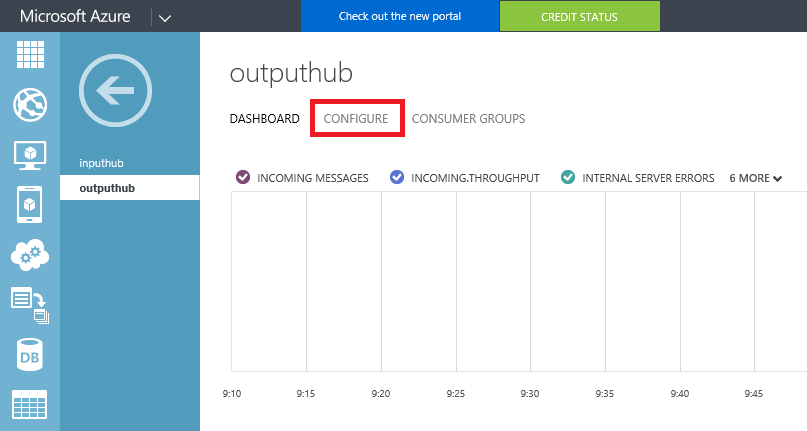 Microsoft Azure
Check out the new portal
CREDIT STATUS
inputhub
outputhub
outputhub
DASHBOARD CONFIGURE CONSUMER GROUPS
INCOMING MESSAGES INCOMING.THROUGHPUT INTERNAL SERVER ERRORS 6 MORE
9:10 9:15 9:20 9:25 9:30 9:35 9:40 9:45
DB